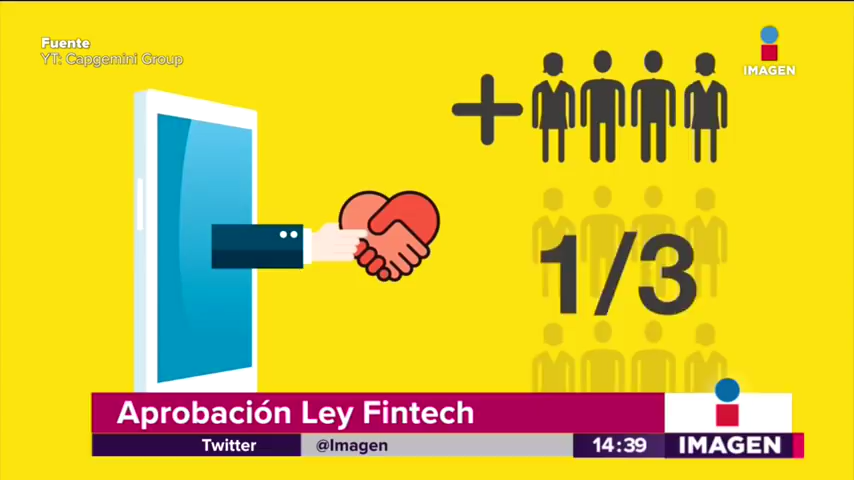 Fuente
YT: Capgemini Group
IMAGEN
+
1/3
Aprobación Ley Fintech
Twitter
@Imagen
14:39
IMAGEN